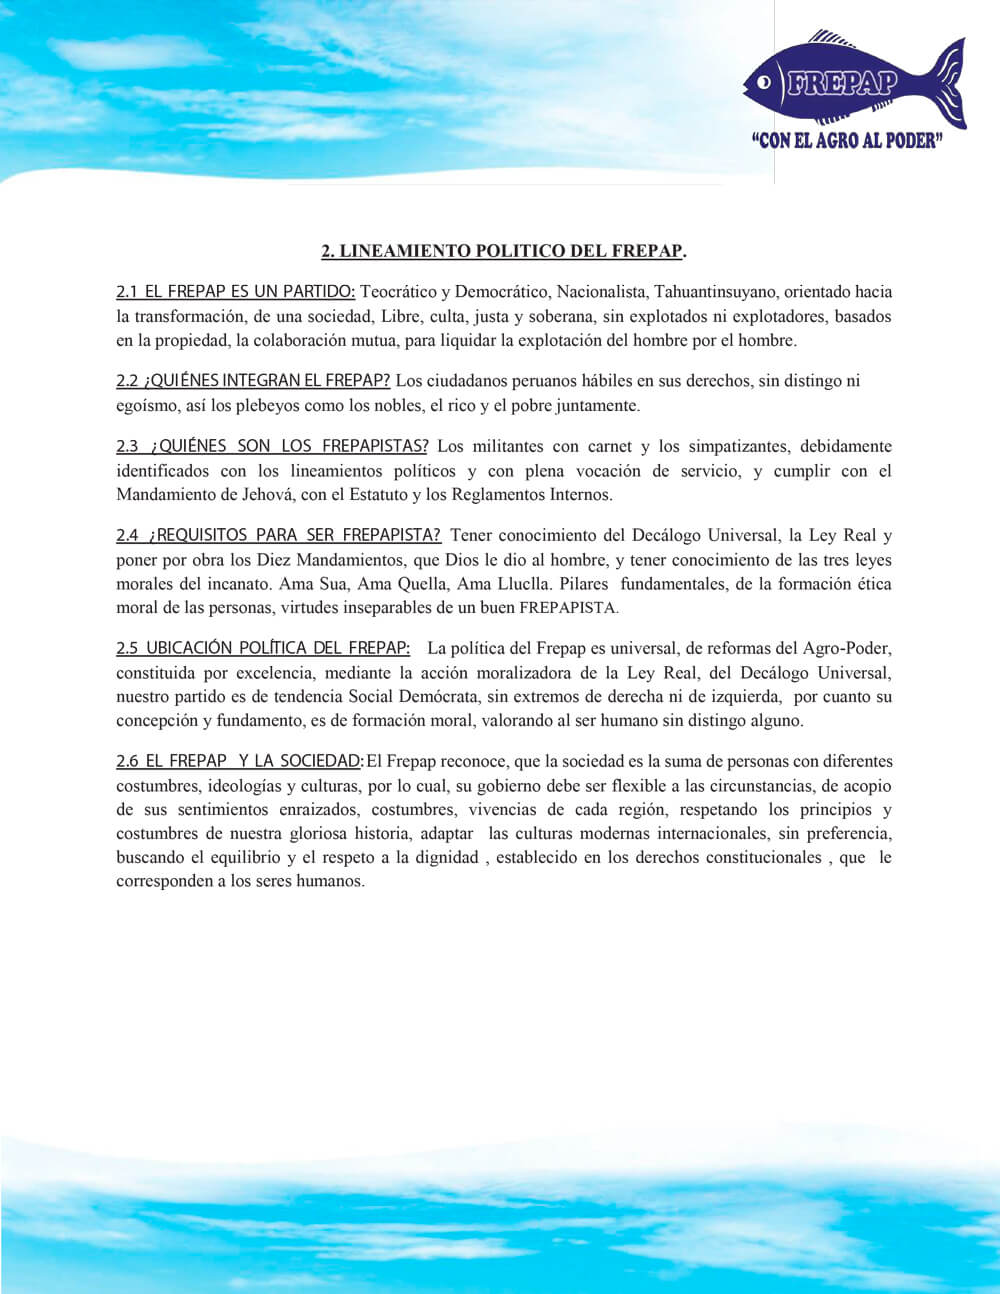 FREPAP
“CON EL AGRO AL PODER”
2. LINEAMIENTO POLITICO DEL FREPAP.
2.1 EL FREPAP ES UN PARTIDO: Teocrático y Democrático, Nacionalista, Tahuantinsuyano, orientado hacia
la transformación, de una sociedad, Libre, culta, justa y soberana, sin explotados ni explotadores, basados
en la propiedad, la colaboración mutua, para liquidar la explotación del hombre por el hombre.
2.2 ¿QUIÉNES INTEGRAN EL FREPAP? Los ciudadanos peruanos hábiles en sus derechos, sin distingo ni
egoísmo, así los plebeyos como los nobles, el rico y el pobre juntamente.
2.3 ¿QUIÉNES SON LOS FREPAPISTAS? Los militantes con carnet y los simpatizantes, debidamente
identificados con los lineamientos políticos y con plena vocación de servicio, y cumplir con el
Mandamiento de Jehová, con el Estatuto y los Reglamentos Internos.
2.4 ¿REQUISITOS PARA SER FREPAPISTA? Tener conocimiento del Decálogo Universal, la Ley Real y
poner por obra los Diez Mandamientos, que Dios le dio al hombre, y tener conocimiento de las tres leyes
morales del incanato. Ama Sua, Ama Quella, Ama Lluclla. Pilares fundamentales, de la formación ética
moral de las personas, virtudes inseparables de un buen FREPAPISTA.
2.5 UBICACIÓN POLÍTICA DEL FREPAP: La política del Frepap es universal, de reformas del Agro-Poder,
constituida por excelencia, mediante la acción moralizadora de la Ley Real, del Decálogo Universal,
nuestro partido es de tendencia Social Demócrata, sin extremos de derecha ni de izquierda, por cuanto su
concepción y fundamento, es de formación moral, valorando al ser humano sin distingo alguno.
2.6 EL FREPAP Y LA SOCIEDAD: El Frepap reconoce, que la sociedad es la suma de personas con diferentes
costumbres, ideologías y culturas, por lo cual, su gobierno debe ser flexible a las circunstancias, de acopio
de sus sentimientos enraizados, costumbres, vivencias de cada región, respetando los principios y
costumbres de nuestra gloriosa historia, adaptar las culturas modernas internacionales, sin preferencia,
buscando el equilibrio y el respeto a la dignidad , establecido en los derechos constitucionales , que le
corresponden a los seres humanos.